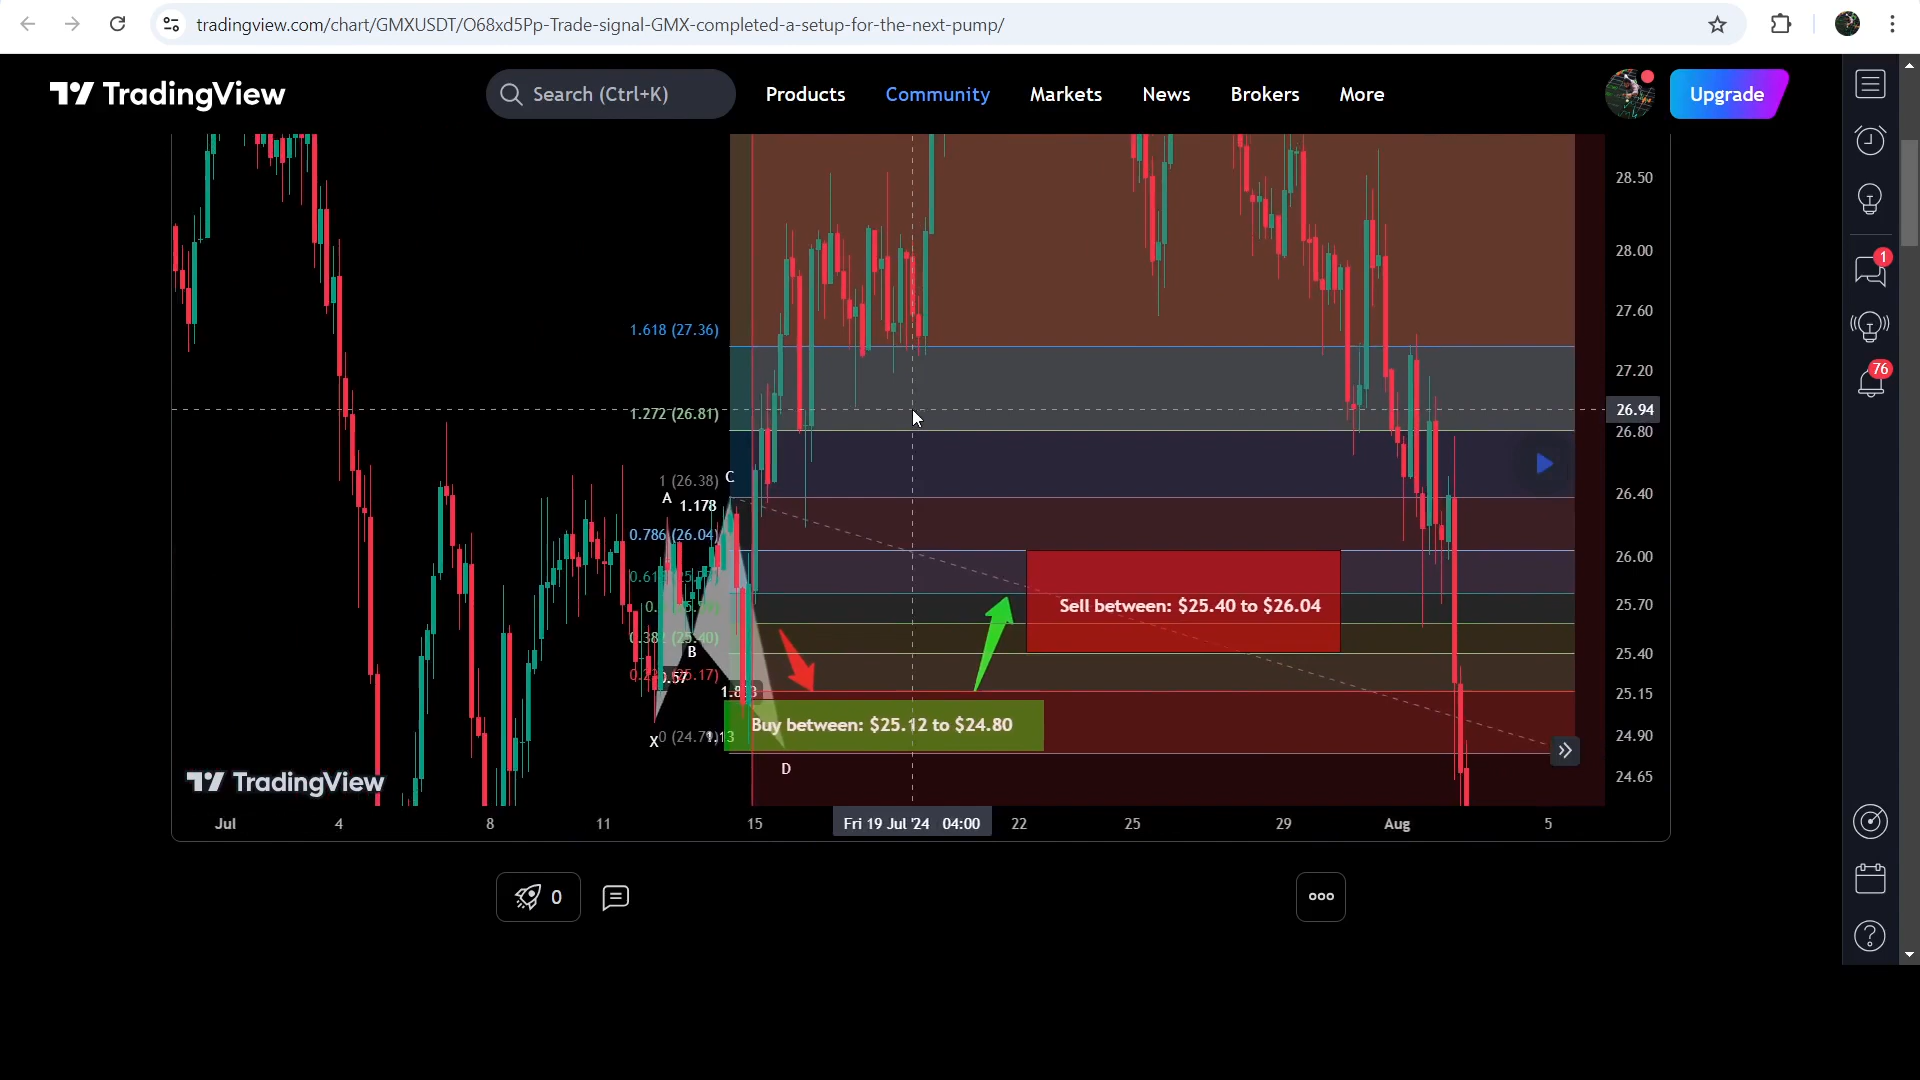 tradingview.com/chart/GMXUSDT/O68xd5Pp-Trade-signal-GMX-completed-a-setup-for-the-next-pump/
TradingView
Search (Ctrl+K)
Products
Community
Markets
News
Brokers
More
Upgrade
1
76
28.50
28.00
27.60
27.20
26.94
26.80
26.40
26.00
25.70
25.40
25.15
24.90
24.65
1.618 (27.36)
1.272 (26.81)
1 (26.38)
C
A
1.178
0.786 (26.04)
B
X
D
Sell between: $25.40 to $26.04
Buy between: $25.12 to $24.80
TradingView
Jul
4
8
11
15
Fri 19 Jul '24 04:00
22
25
29
Aug
5
0